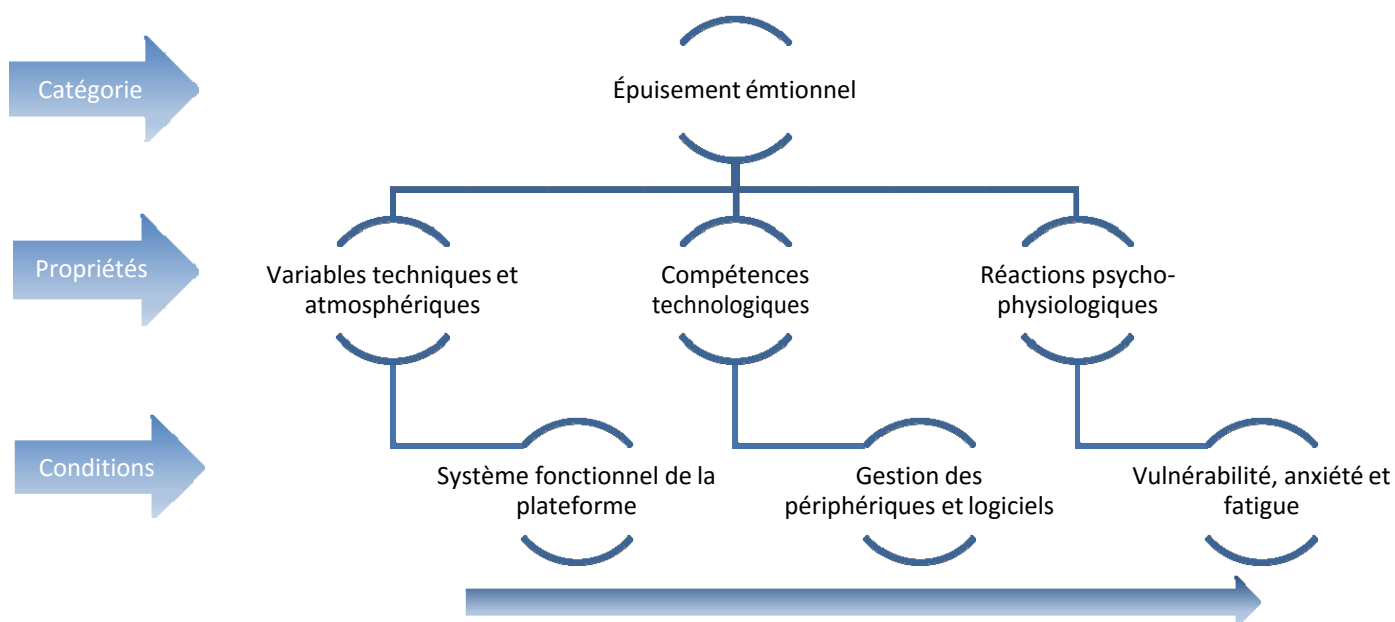 Catégorie
Épuisement émtionnel
Propriétés
Variables techniques et
atmosphériques
Compétences
technologiques
Réactions psycho-
physiologiques
Conditions
Système fonctionnel de la
plateforme
Gestion des
périphériques et logiciels
Vulnérabilité, anxiété et
fatigue